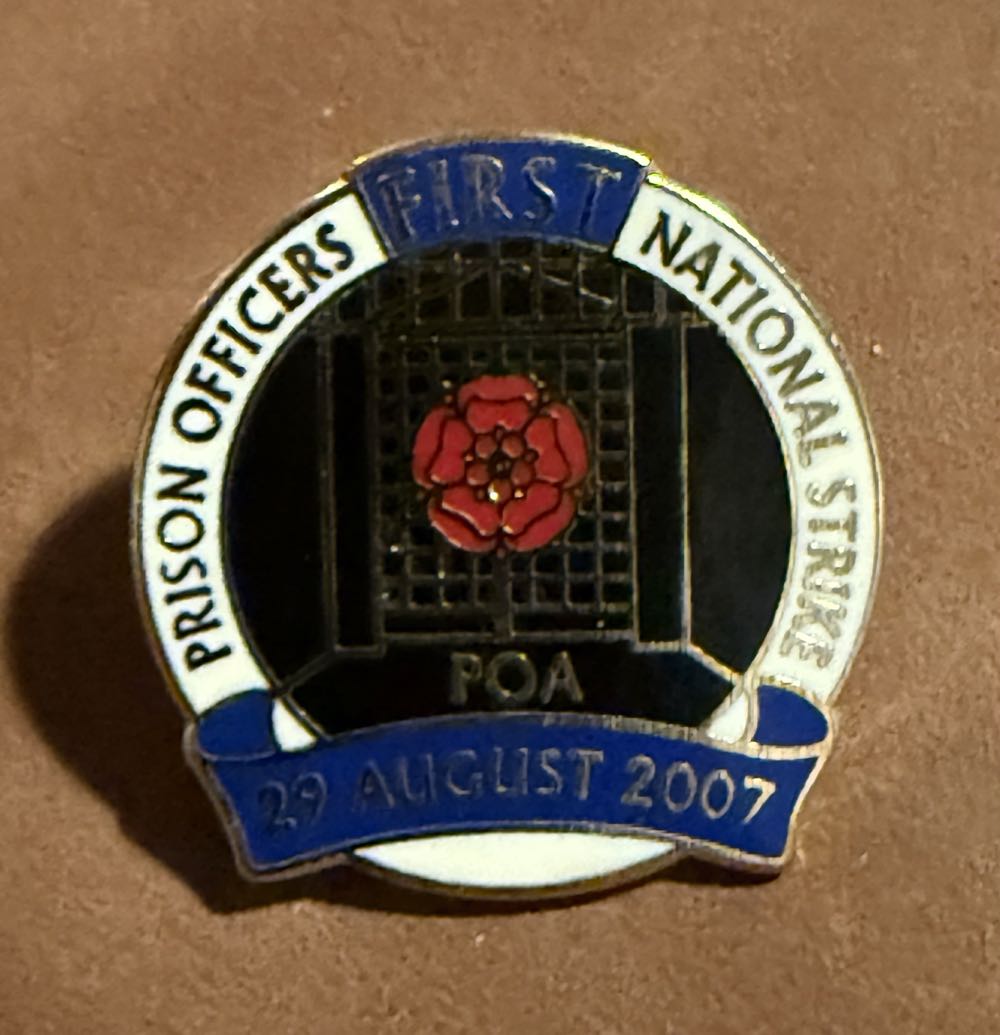 PRISON OFFICERS
FIRST
NATIONAL STRIKE
POA
29 AUGUST 2007